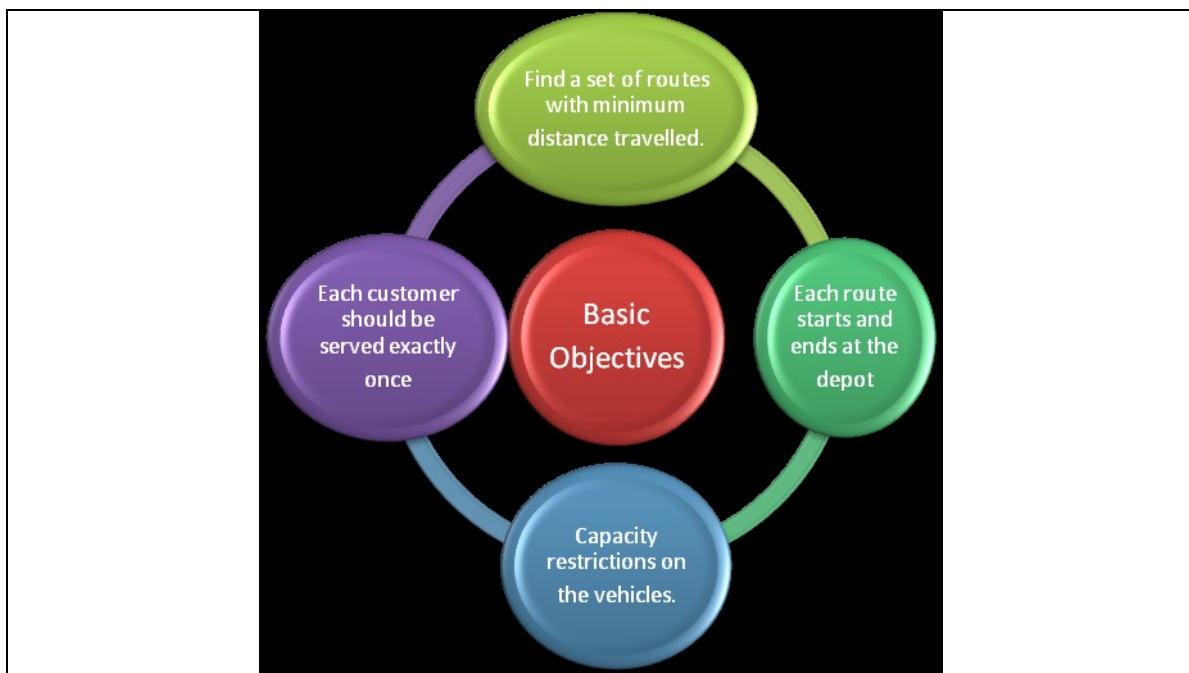 Find a set of routes
with minimum
distance travelled.
Each customer
should be
served exactly
once
Basic
Objectives
Each route
starts and
ends at the
depot
Capacity
restrictions on
the vehicles.